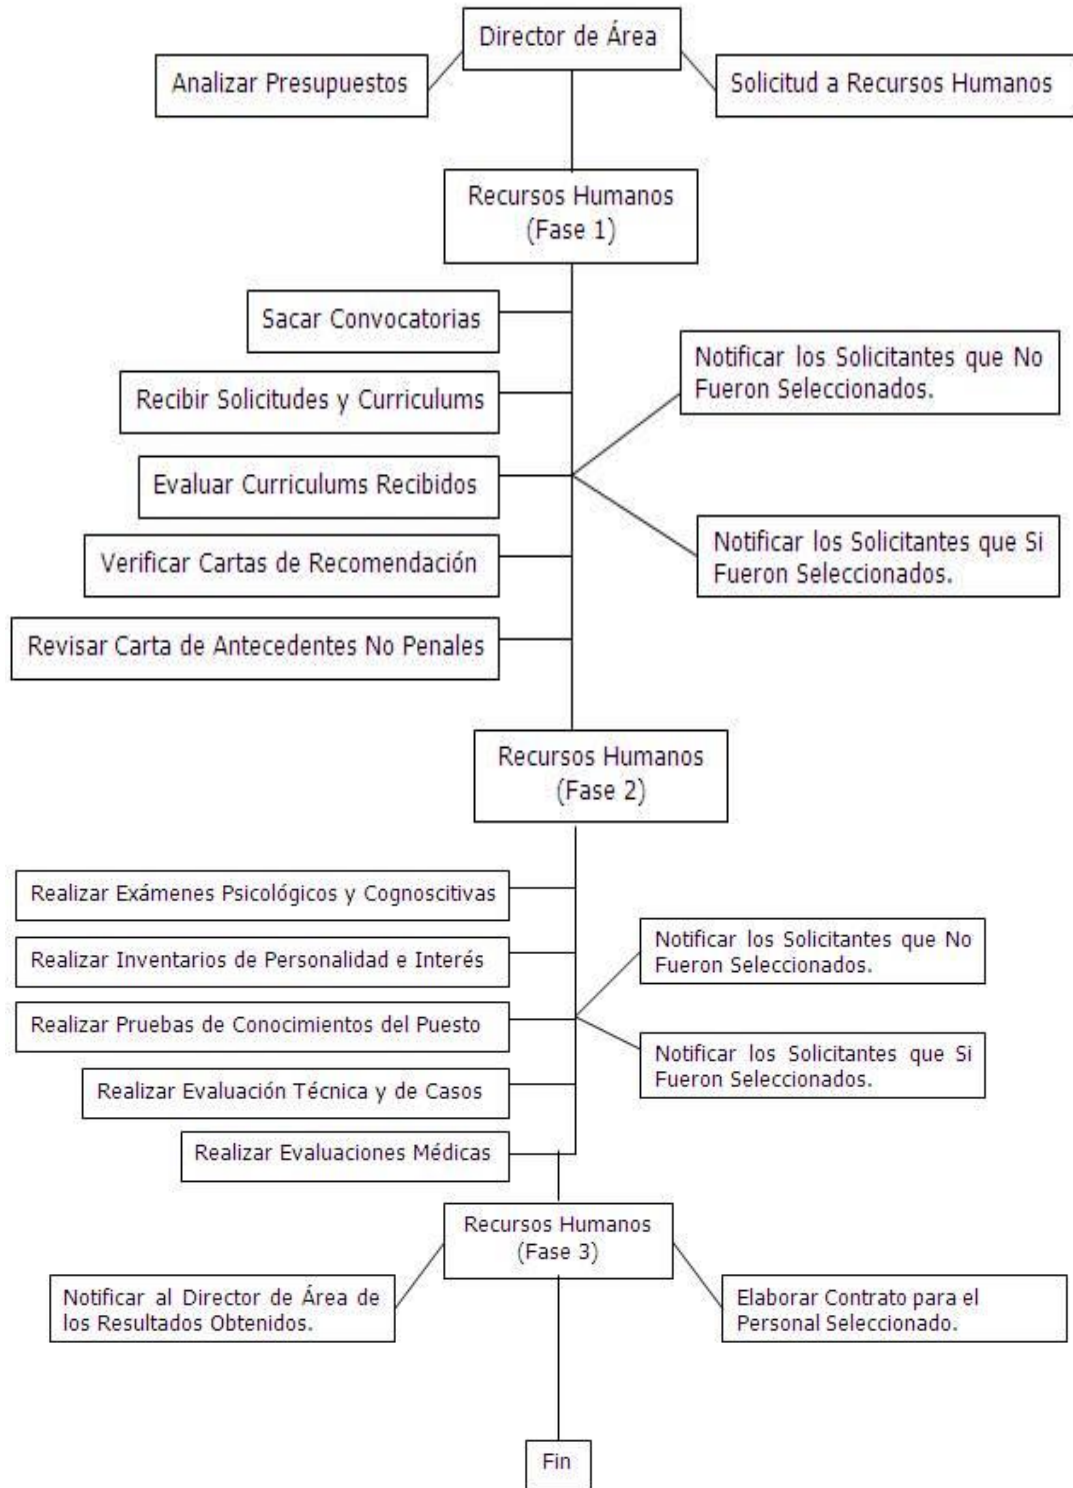 Director de Área
Analizar Presupuestos
Solicitud a Recursos Humanos
Recursos Humanos
(Fase 1)
Sacar Convocatorias
Recibir Solicitudes y Curriculums
Evaluar Curriculums Recibidos
Verificar Cartas de Recomendación
Revisar Carta de Antecedentes No Penales
Notificar los Solicitantes que No
Fueron Seleccionados.
Notificar los Solicitantes que Si
Fueron Seleccionados.
Recursos Humanos
(Fase 2)
Realizar Exámenes Psicológicos y Cognoscitivas
Realizar Inventarios de Personalidad e Interés
Realizar Pruebas de Conocimientos del Puesto
Realizar Evaluación Técnica y de Casos
Realizar Evaluaciones Médicas
Notificar los Solicitantes que No
Fueron Seleccionados.
Notificar los Solicitantes que Si
Fueron Seleccionados.
Recursos Humanos
(Fase 3)
Notificar al Director de Área de
los Resultados Obtenidos.
Elaborar Contrato para el
Personal Seleccionado.
Fin